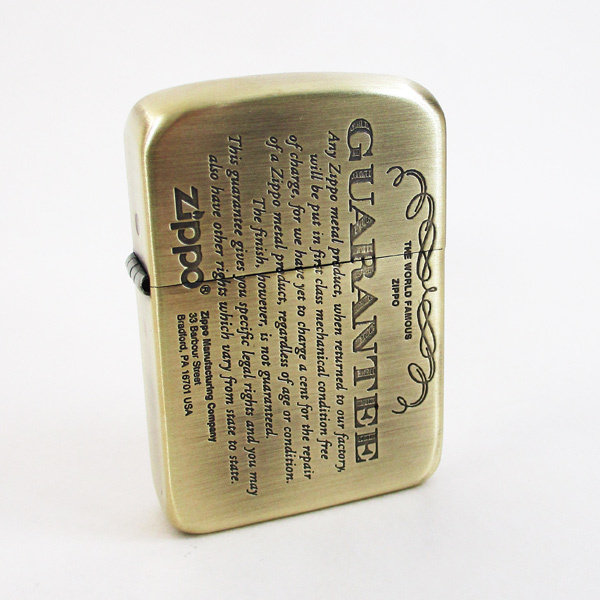 THE WORLD FAMOUS
ZIPPO
GUARANTEE
Any Zippo metal product, when returned to our factory,
will be put in first class mechanical condition free
of charge, for we have yet to charge a cent for the repair
of a Zippo metal product, regardless of age or condition.
The finish, however, is not guaranteed.
This guarantee gives you specific legal rights and you may
also have other rights which vary from state to state.
Zippo®
Zippo Manufacturing Company
33 Barbour Street
Bradford, PA 16701 USA